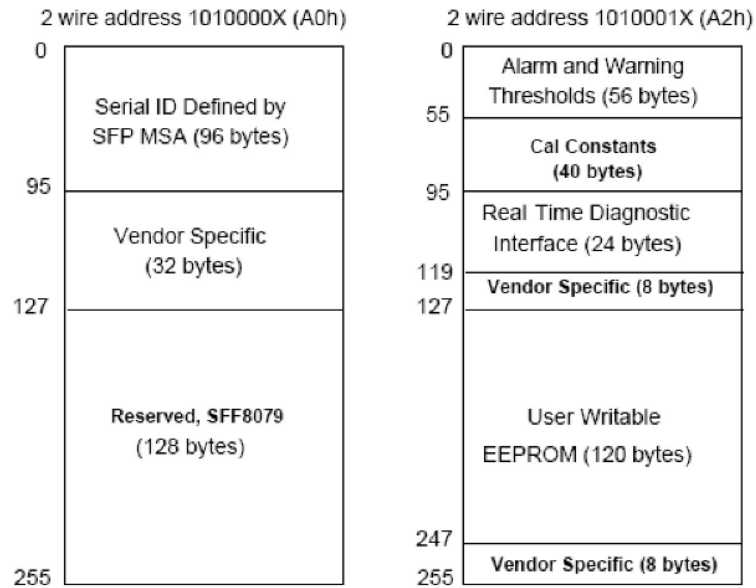 2 wire address 1010000X (A0h)
0
Serial ID Defined by
SFP MSA (96 bytes)
95
Vendor Specific
(32 bytes)
127
Reserved, SFF8079
(128 bytes)
255
2 wire address 1010001X (A2h)
0
Alarm and Warning
Thresholds (56 bytes)
55
Cal Constants
(40 bytes)
95
Real Time Diagnostic
Interface (24 bytes)
119
Vendor Specific (8 bytes)
127
User Writable
EEPROM (120 bytes)
247
Vendor Specific (8 bytes)
255